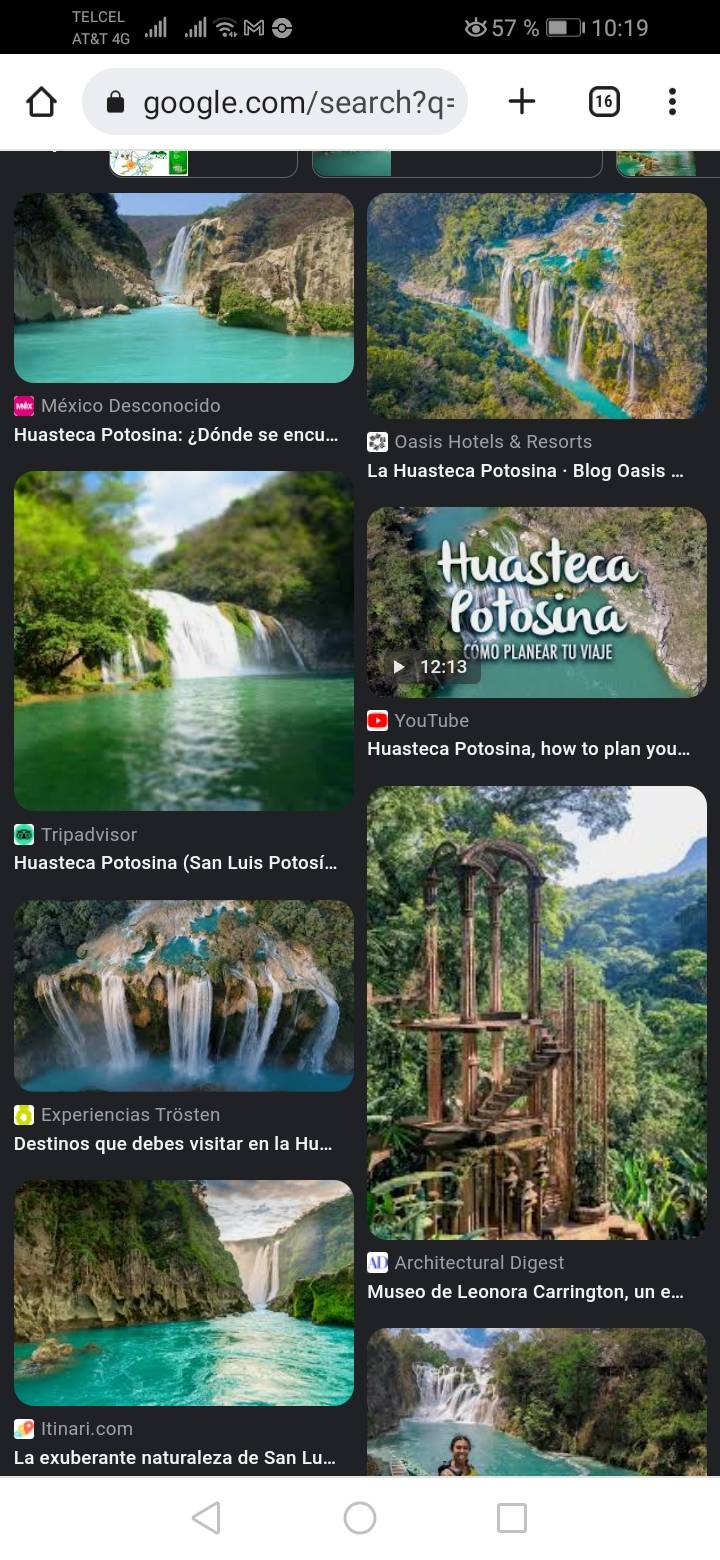 TELCEL
AT&T 4G
57 % 10:19
google.com/search?q=
16
México Desconocido
Huasteca Potosina: ¿Dónde se encu...
Oasis Hotels & Resorts
La Huasteca Potosina · Blog Oasis ...
Huasteca
Potosina
CÓMO PLANEAR TU VIAJE
12:13
YouTube
Huasteca Potosina, how to plan you...
Tripadvisor
Huasteca Potosina (San Luis Potosí...
Experiencias Trösten
Destinos que debes visitar en la Hu...
AD Architectural Digest
Museo de Leonora Carrington, un e...
Itinari.com
La exuberante naturaleza de San Lu...